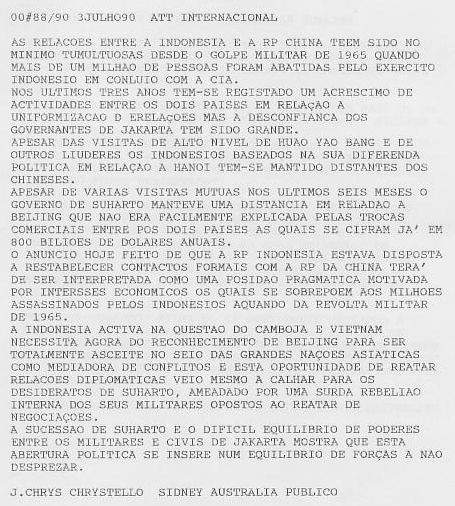 00#88/90 3JULHO90 ATT INTERNACIONAL
AS RELACOES ENTRE A INDONESIA E A RP CHINA TEEM SIDO NO
MINIMO TUMULTUOSAS DESDE O GOLPE MILITAR DE 1965 QUANDO
MAIS DE UM MILHAO DE PESSOAS FORAM ABATIDAS PELO EXERCITO
INDONESIO EM CONLUIO COM A CIA.
NOS ULTIMOS TRES ANOS TEM-SE REGISTADO UM ACRESCIMO DE
ACTIVIDADES ENTRE OS DOIS PAISES EM RELAÇAO A
UNIFORMIZACAO D ERELAÇOES MAS A DESCONFIANCA DOS
GOVERNANTES DE JAKARTA TEM SIDO GRANDE.
APESAR DAS VISITAS DE ALTO NIVEL DE HUAO YAO BANG E DE
OUTROS LIUDERES OS INDONESIOS BASEADOS NA SUA DIFERENDA
POLITICA EM RELAÇAO A HANOI TEM-SE MANTIDO DISTANTES DOS
CHINESES.
APESAR DE VARIAS VISITAS MUTUAS NOS ULTIMOS SEIS MESES O
GOVERNO DE SUHARTO MANTEVE UMA DISTANCIA EM RELADAO A
BEIJING QUE NAO ERA FACILMENTE EXPLICADA PELAS TROCAS
COMERCIAIS ENTRE POS DOIS PAISES AS QUAIS SE CIFRAM JA' EM
800 BILIOES DE DOLARES ANUAIS.
O ANUNCIO HOJE FEITO DE QUE A RP INDONESIA ESTAVA DISPOSTA
A RESTABELECER CONTACTOS FORMAIS COM A RP DA CHINA TERA'
DE SER INTERPRETADA COMO UMA POSIDAO PRAGMATICA MOTIVADA
POR INTERSSES ECONOMICOS OS QUAIS SE SOBREPOEM AOS MILHOES
ASSASSINADOS PELOS INDONESIOS AQUANDO DA REVOLTA MILITAR
DE 1965.
A INDONESIA ACTIVA NA QUESTAO DO CAMBOJA E VIETNAM
NECESSITA AGORA DO RECONHECIMENTO DE BEIJING PARA SER
TOTALMENTE ASCEITE NO SEIO DAS GRANDES NAÇOES ASIATICAS
COMO MEDIADORA DE CONFLITOS E ESTA OPORTUNIDADE DE REATAR
RELACOES DIPLOMATICAS VEIO MESMO A CALHAR PARA OS
DESIDERATOS DE SUHARTO, AMEADADO POR UMA SURDA REBELIAO
INTERNA DOS SEUS MILITARES OPOSTOS AO REATAR DE
NEGOCIAÇOES.
A SUCESSAO DE SUHARTO E O DIFICIL EQUILIBRIO DE PODERES
ENTRE OS MILITARES E CIVIS DE JAKARTA MOSTRA QUE ESTA
ABERTURA POLITICA SE INSERE NUM EQUILIBRIO DE FORÇAS A NAO
DESPREZAR.
J.CHRYS CHRYSTELLO SIDNEY AUSTRALIA PUBLICO